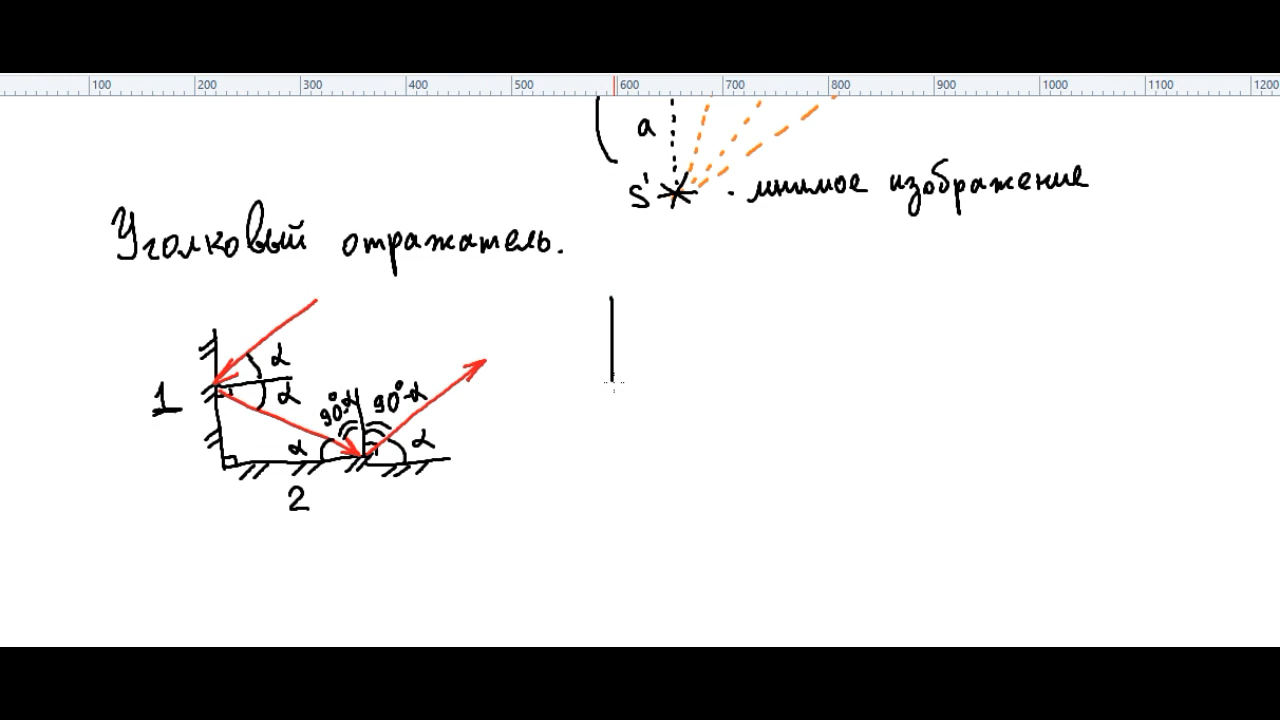 100 200 300 400 500 600 700 800 900 1000 1100 1200
a
S' - мнимое изображение
Уголковый отражатель.
α
1 α 90°-α 90°-α
α α
2